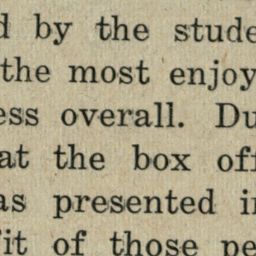 d by the stude
the most enjoy
ess overall. Du
at the box off
as presented in
fit of those pe